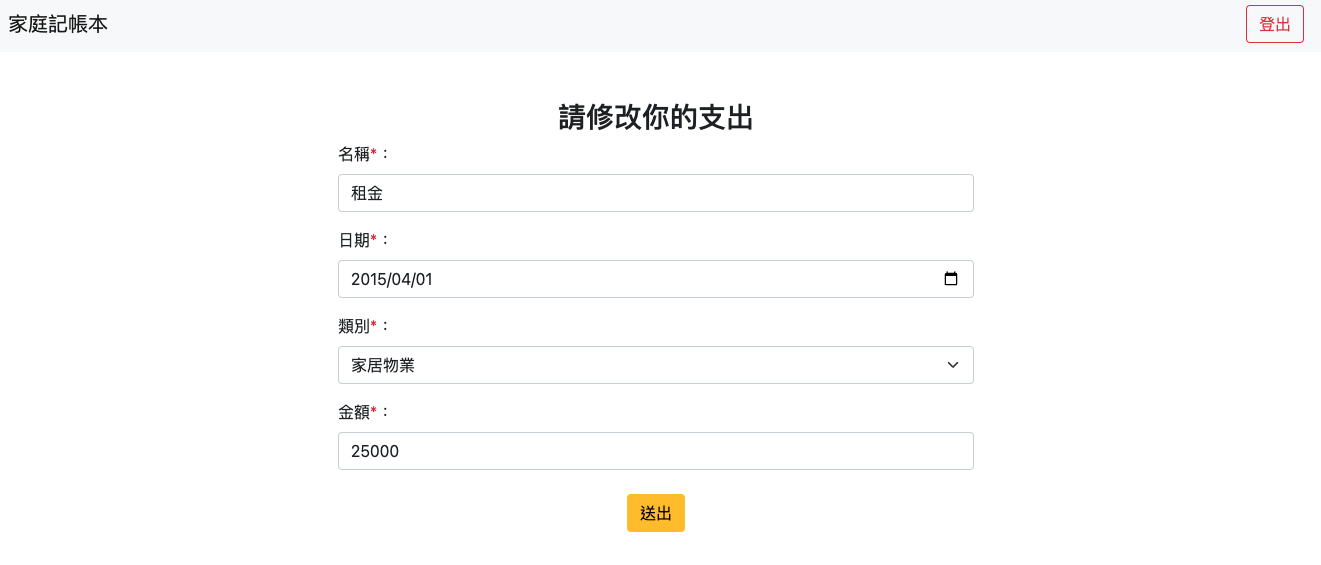 家庭記帳本
登出
請修改你的支出
名稱*：
租金
日期*：
2015/04/01
類別*：
家居物業
金額*：
25000
送出